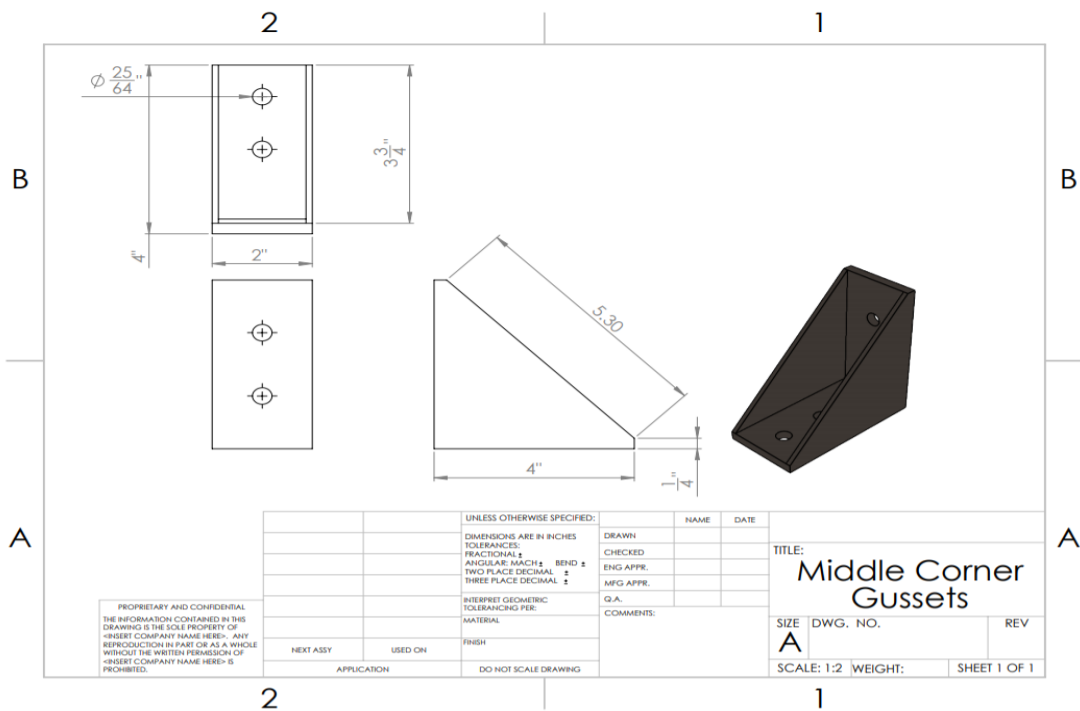 2 1
B B
⌀ 25/64"
3 3/4"
4"
2"
5.30
4"
1/4"
A A
UNLESS OTHERWISE SPECIFIED:
DIMENSIONS ARE IN INCHES
TOLERANCES:
FRACTIONAL ±
ANGULAR: MACH ± BEND ±
TWO PLACE DECIMAL ±
THREE PLACE DECIMAL ±
INTERPRET GEOMETRIC
TOLERANCING PER:
MATERIAL
FINISH
DO NOT SCALE DRAWING
NAME DATE
DRAWN
CHECKED
ENG APPR.
MFG APPR.
Q.A.
COMMENTS:
PROPRIETARY AND CONFIDENTIAL
THE INFORMATION CONTAINED IN THIS
DRAWING IS THE SOLE PROPERTY OF
<INSERT COMPANY NAME HERE>. ANY
REPRODUCTION IN PART OR AS A WHOLE
WITHOUT THE WRITTEN PERMISSION OF
<INSERT COMPANY NAME HERE> IS
PROHIBITED.
NEXT ASSY USED ON
APPLICATION
TITLE:
Middle Corner
Gussets
SIZE DWG. NO. REV
A
SCALE: 1:2 WEIGHT: SHEET 1 OF 1
2 1